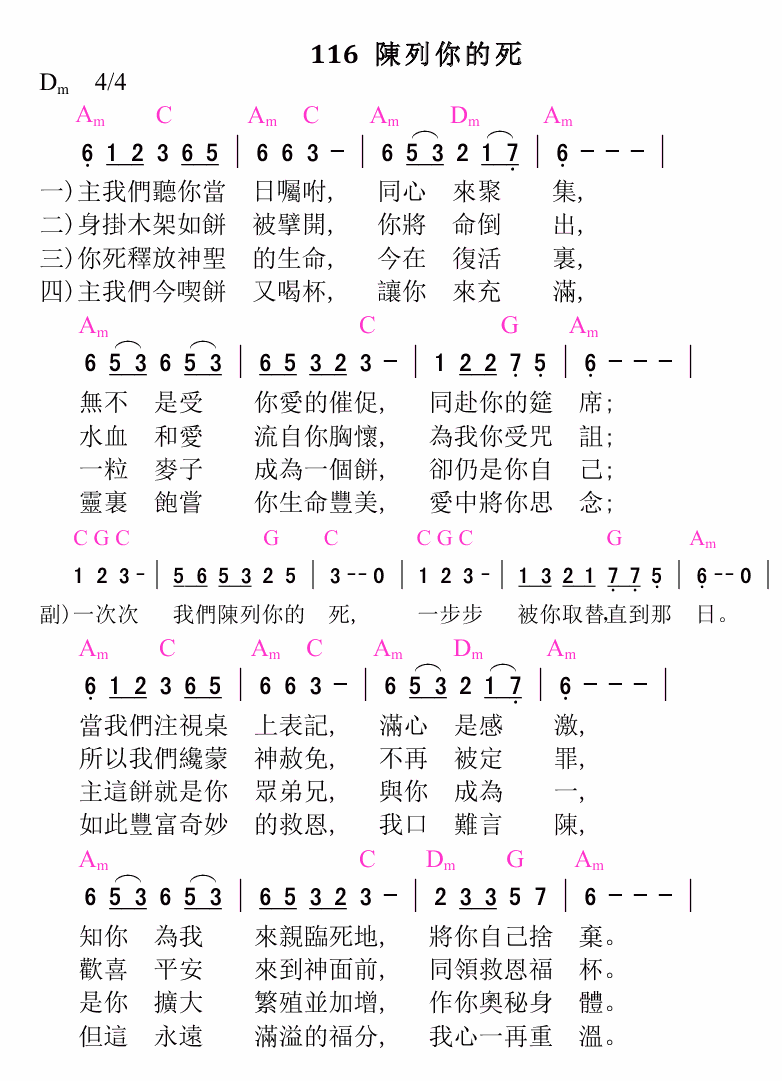 116 陳列你的死
Dm 4/4
Am C Am C Am Dm Am
6 1 2 3 6 5 | 6 6 3 - | 6 5 3 2 1 7 | 6 - - - |
一)主我們聽你當 日囑咐, 同心 來聚 集,
二)身掛木架如餅 被擘開, 你將 命倒 出,
三)你死釋放神聖 的生命, 今在 復活 裏,
四)主我們今喫餅 又喝杯, 讓你 來充 滿,
Am C G Am
6 5 3 6 5 3 | 6 5 3 2 3 - | 1 2 2 7 5 | 6 - - - |
無不 是受 你愛的催促, 同赴你的筵 席;
水血 和愛 流自你胸懷, 為我你受咒 詛;
一粒 麥子 成為一個餅, 卻仍是你自 己;
靈裏 飽嘗 你生命豐美, 愛中將你思 念;
C G C G C C G C G Am
1 2 3 - | 5 6 5 3 2 5 | 3 - - 0 | 1 2 3 - | 1 3 2 1 7 7 5 | 6 - - 0 |
副)一次次 我們陳列你的 死, 一步步 被你取替,直到那 日。
Am C Am C Am Dm Am
6 1 2 3 6 5 | 6 6 3 - | 6 5 3 2 1 7 | 6 - - - |
當我們注視桌 上表記, 滿心 是感 激,
所以我們纔蒙 神赦免, 不再 被定 罪,
主這餅就是你 眾弟兄, 與你 成為 一,
如此豐富奇妙 的救恩, 我口 難言 陳,
Am C Dm G Am
6 5 3 6 5 3 | 6 5 3 2 3 - | 2 3 3 5 7 | 6 - - - |
知你 為我 來親臨死地, 將你自己捨 棄。
歡喜 平安 來到神面前, 同領救恩福 杯。
是你 擴大 繁殖並加增, 作你奧秘身 體。
但這 永遠 滿溢的福分, 我心一再重 溫。